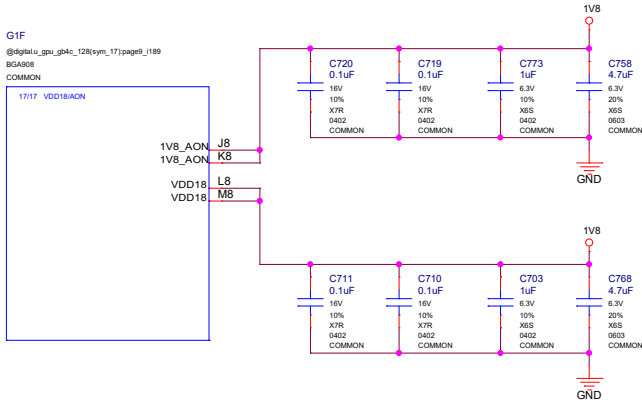 G1F
@digital.u_gpu_gb4c_128(sym_17):page9_i189
BGA908
COMMON
17/17 VDD18/AON
1V8_AON J8
1V8_AON K8
VDD18 L8
VDD18 M8
1V8
C720
0.1uF
16V
10%
X7R
0402
COMMON
C719
0.1uF
16V
10%
X7R
0402
COMMON
C773
1uF
6.3V
10%
X6S
0402
COMMON
C758
4.7uF
6.3V
20%
X6S
0603
COMMON
GND
1V8
C711
0.1uF
16V
10%
X7R
0402
COMMON
C710
0.1uF
16V
10%
X7R
0402
COMMON
C703
1uF
6.3V
10%
X6S
0402
COMMON
C768
4.7uF
6.3V
20%
X6S
0603
COMMON
GND